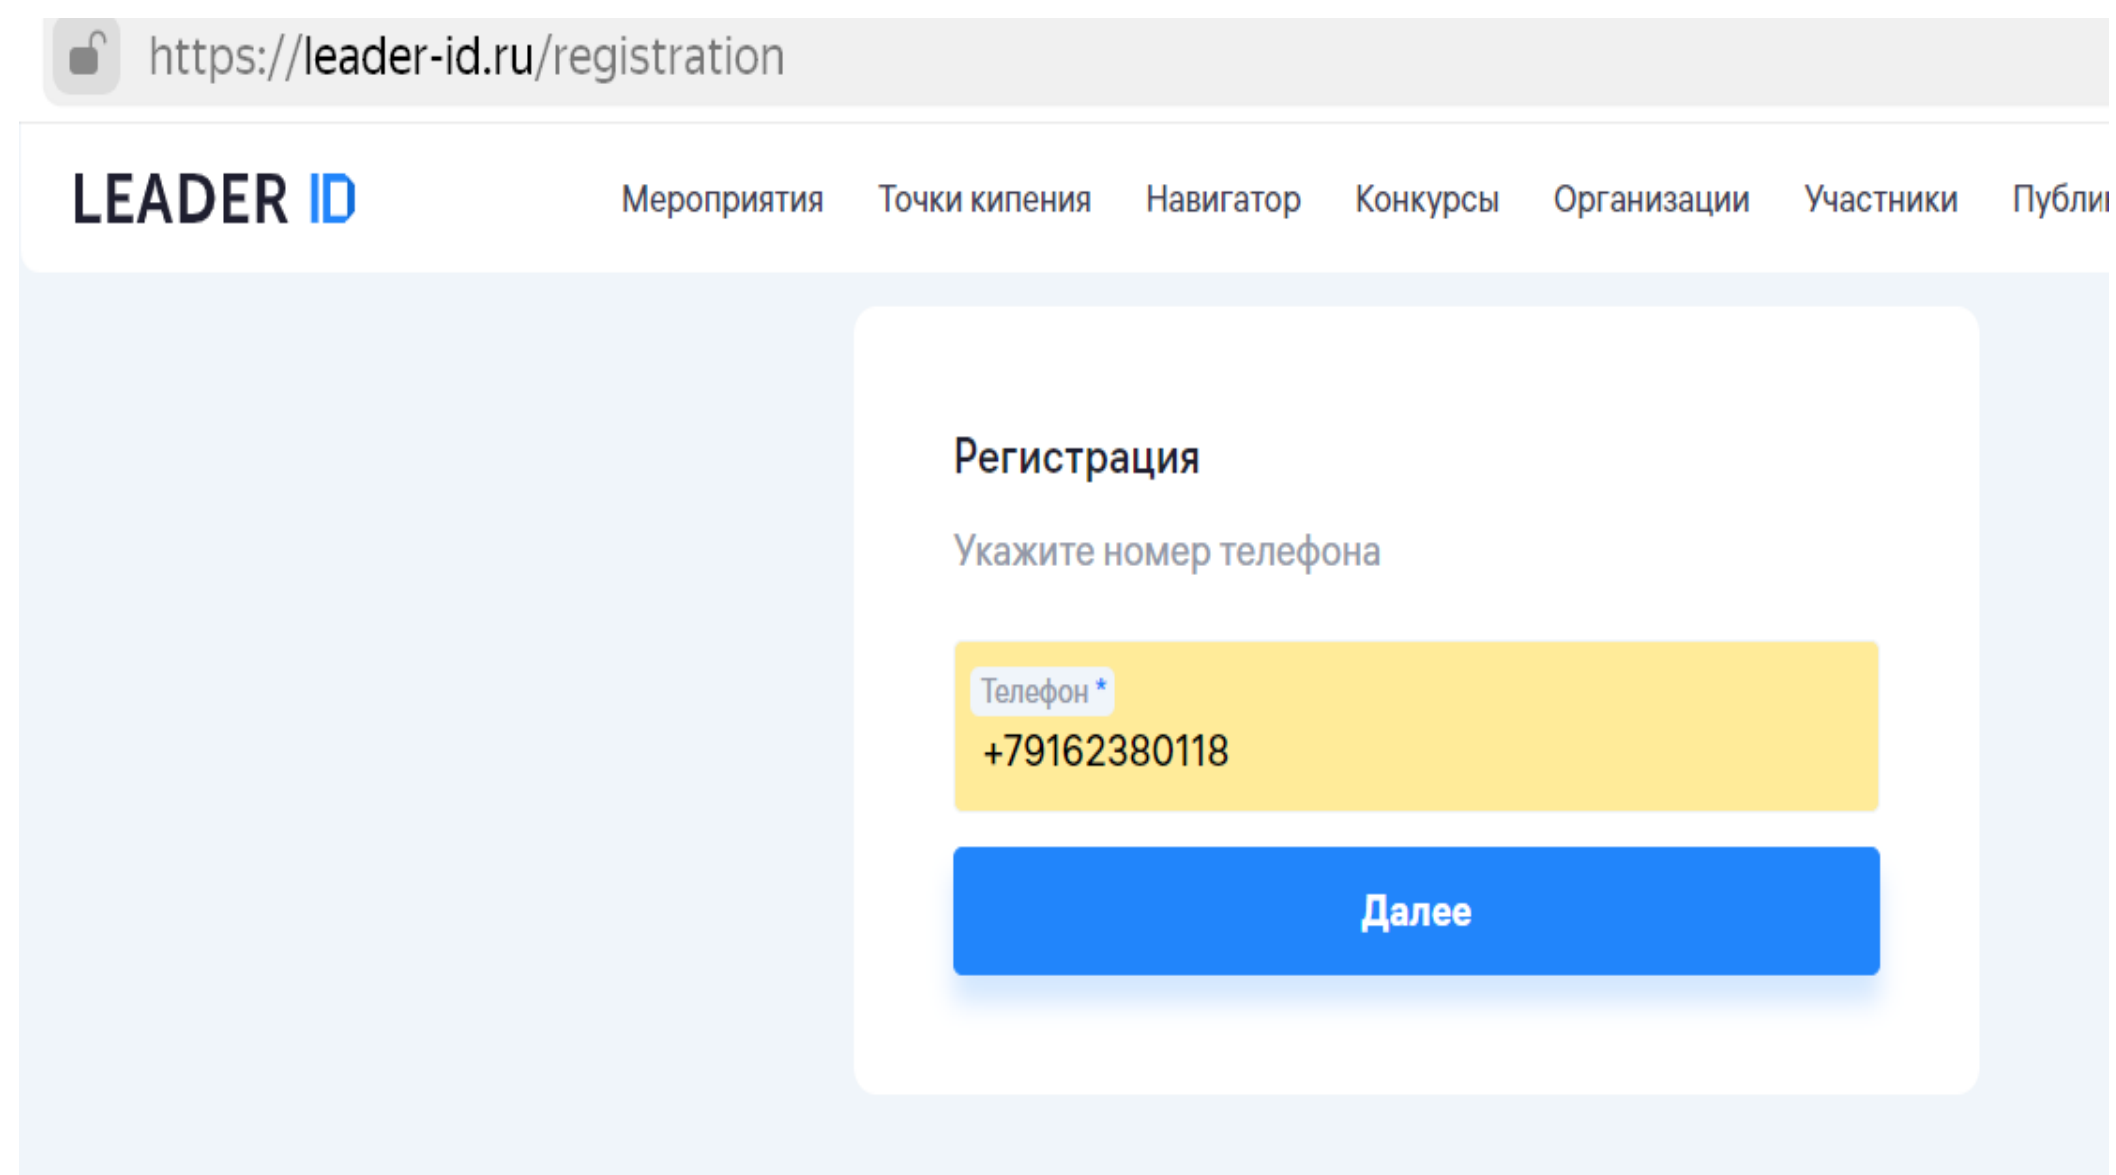 https://leader-id.ru/registration
LEADER ID Мероприятия Точки кипения Навигатор Конкурсы Организации Участники
Регистрация
Укажите номер телефона
Телефон *
+79162380118
Далее